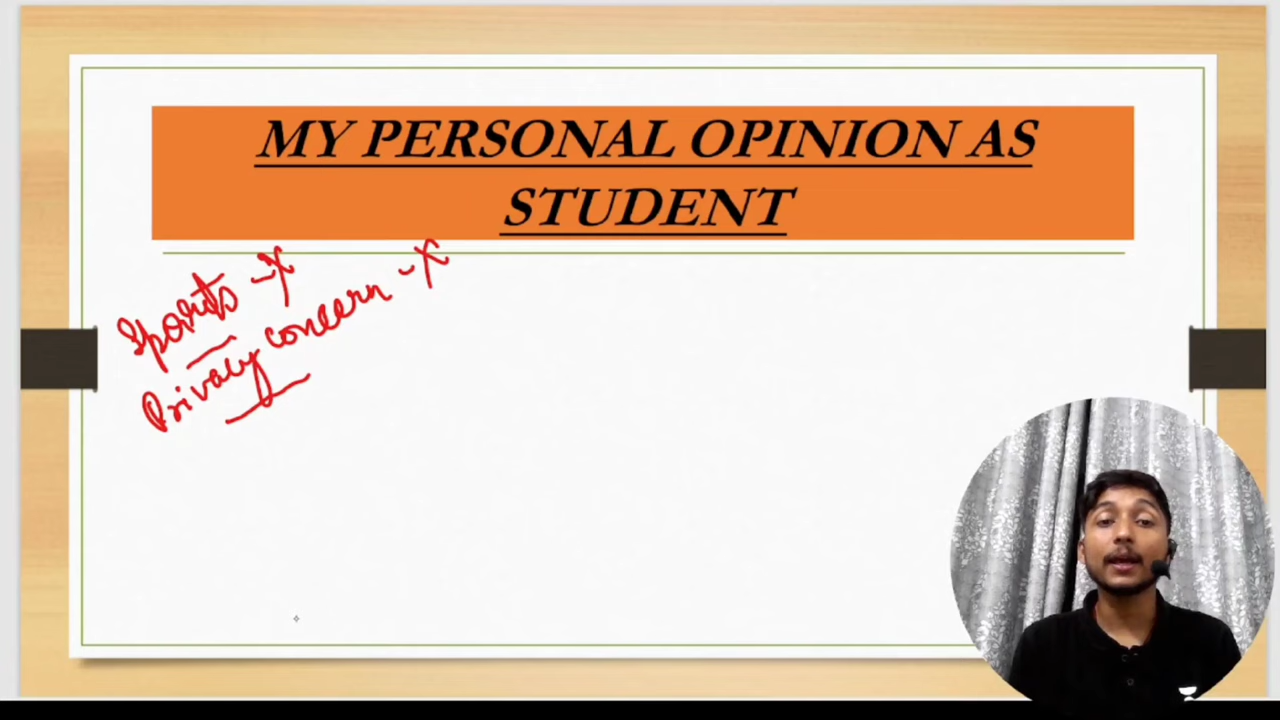 MY PERSONAL OPINION AS
STUDENT
Sports - X
Privacy concern - X